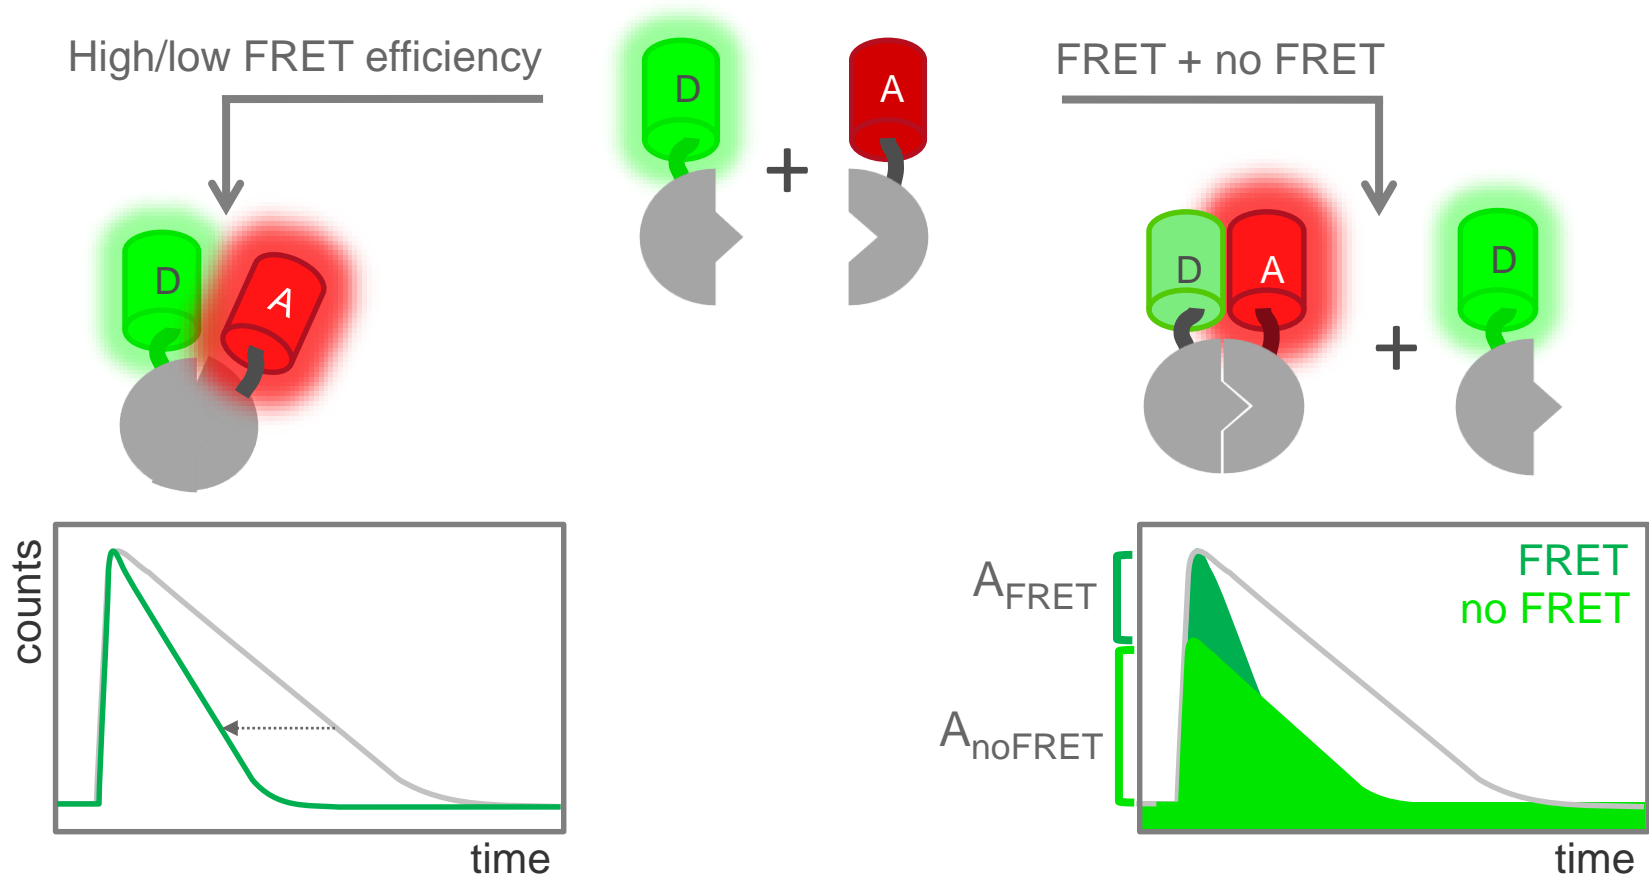 High/low FRET efficiency
D
+
A
FRET + no FRET
D
A
D
A
+
D
counts
time
A_FRET
A_noFRET
FRET
no FRET
time